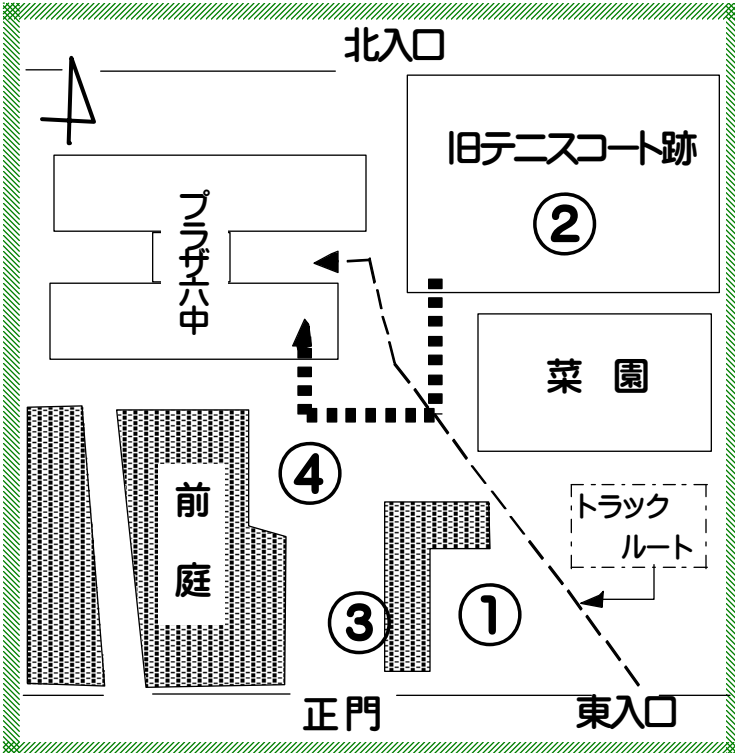 北入口
旧テニスコート跡
②
プラザ六中
菜 園
④
前庭
トラック
ルート
③
①
正門
東入口